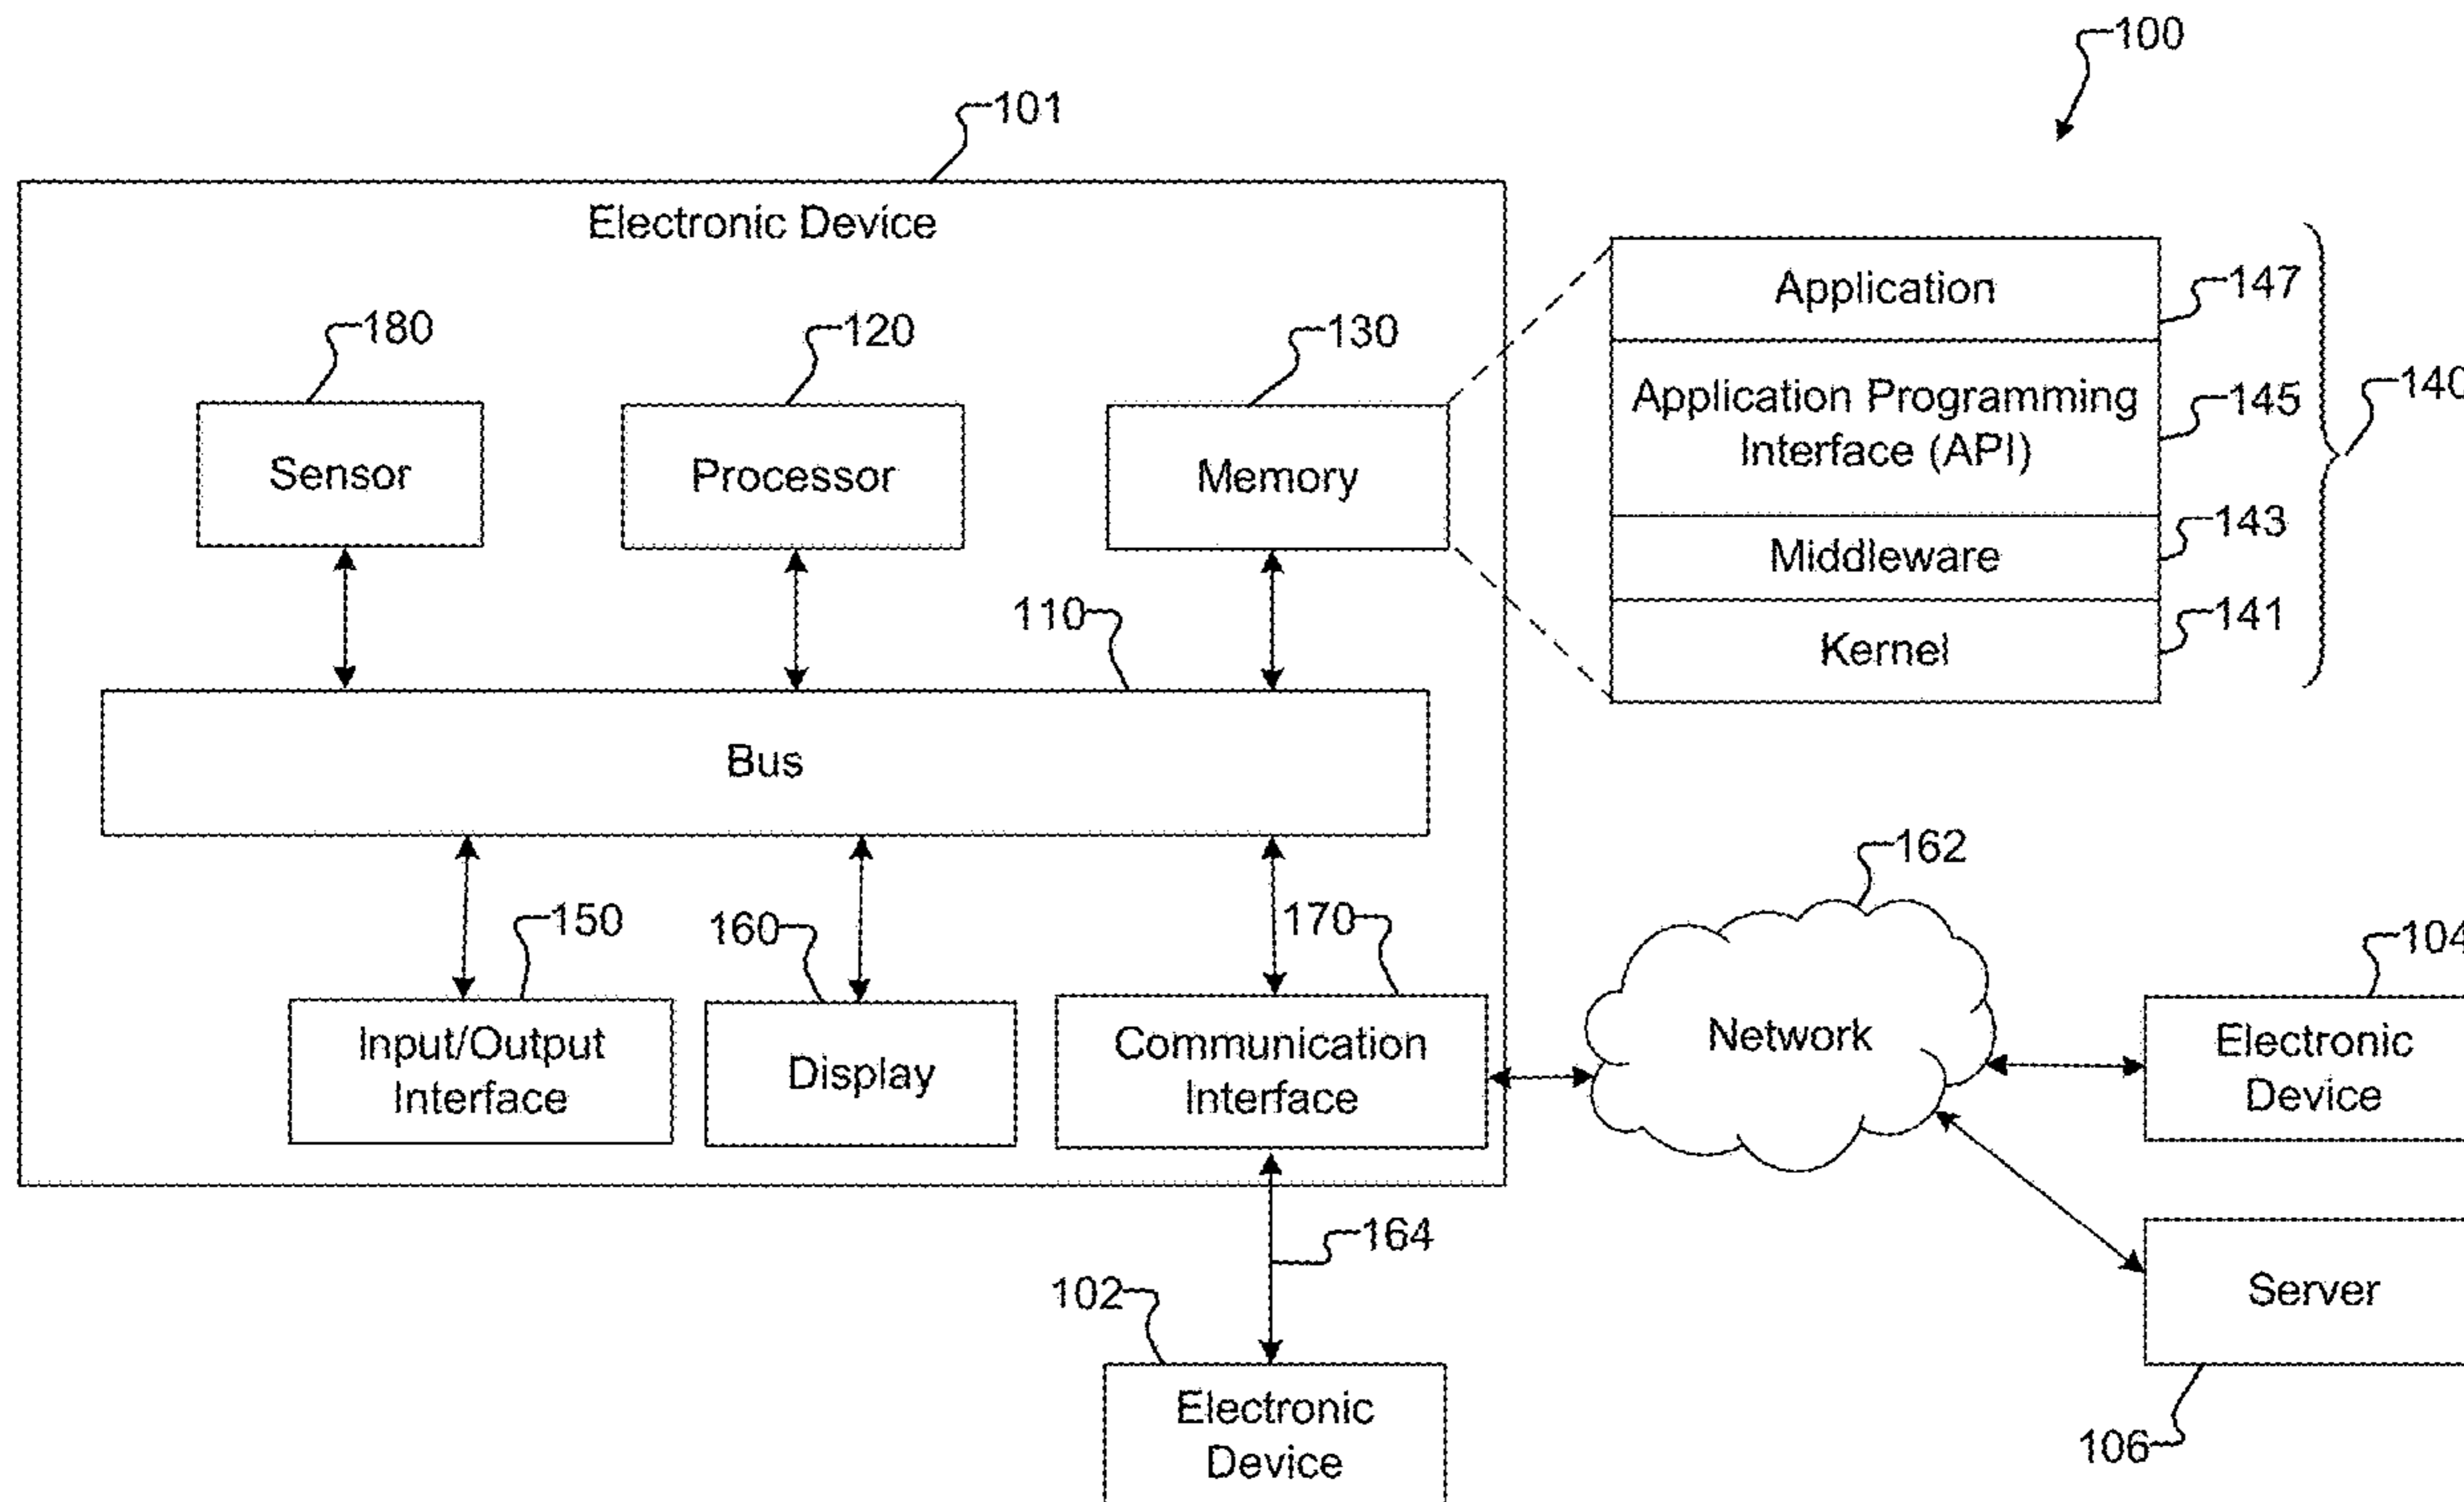 100
101
Electronic Device
Application
147
180
120
130
Application Programming
Interface (API)
145
140
Sensor
Processor
Memory
143
Middleware
110
141
Kernel
Bus
162
150
160
170
104
Input/Output
Interface
Display
Communication
Interface
Network
Electronic
Device
164
102
Server
Electronic
Device
106